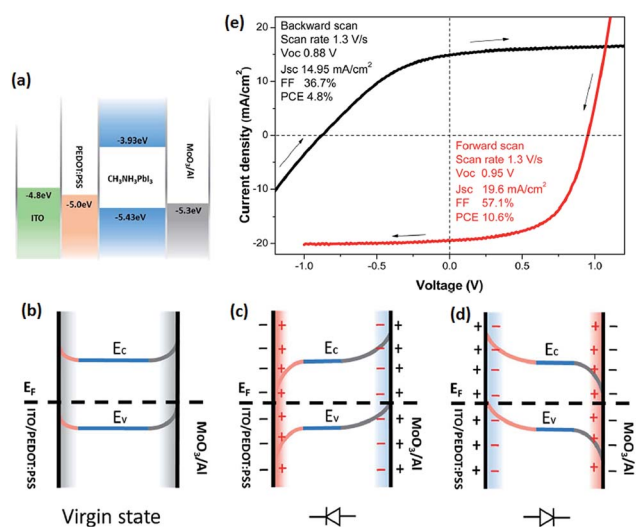 (a)
-3.93eV
PEDOT:PSS
MoO₃/Al
CH₃NH₃PbI₃
-4.8eV
-5.0eV
-5.3eV
ITO
-5.43eV
(e)
Backward scan
Scan rate 1.3 V/s
Voc 0.88 V
Jsc 14.95 mA/cm²
FF 36.7%
PCE 4.8%
Forward scan
Scan rate 1.3 V/s
Voc 0.95 V
Jsc 19.6 mA/cm²
FF 57.1%
PCE 10.6%
Current density (mA/cm²)
20
10
0
-10
-20
-1.0
-0.5
0.0
0.5
1.0
Voltage (V)
(b)
Ec
EF
Ev
ITO/PEDOT:PSS
MoO₃/Al
Virgin state
(c)
Ec
EF
Ev
ITO/PEDOT:PSS
MoO₃/Al
(d)
Ec
EF
Ev
ITO/PEDOT:PSS
MoO₃/Al